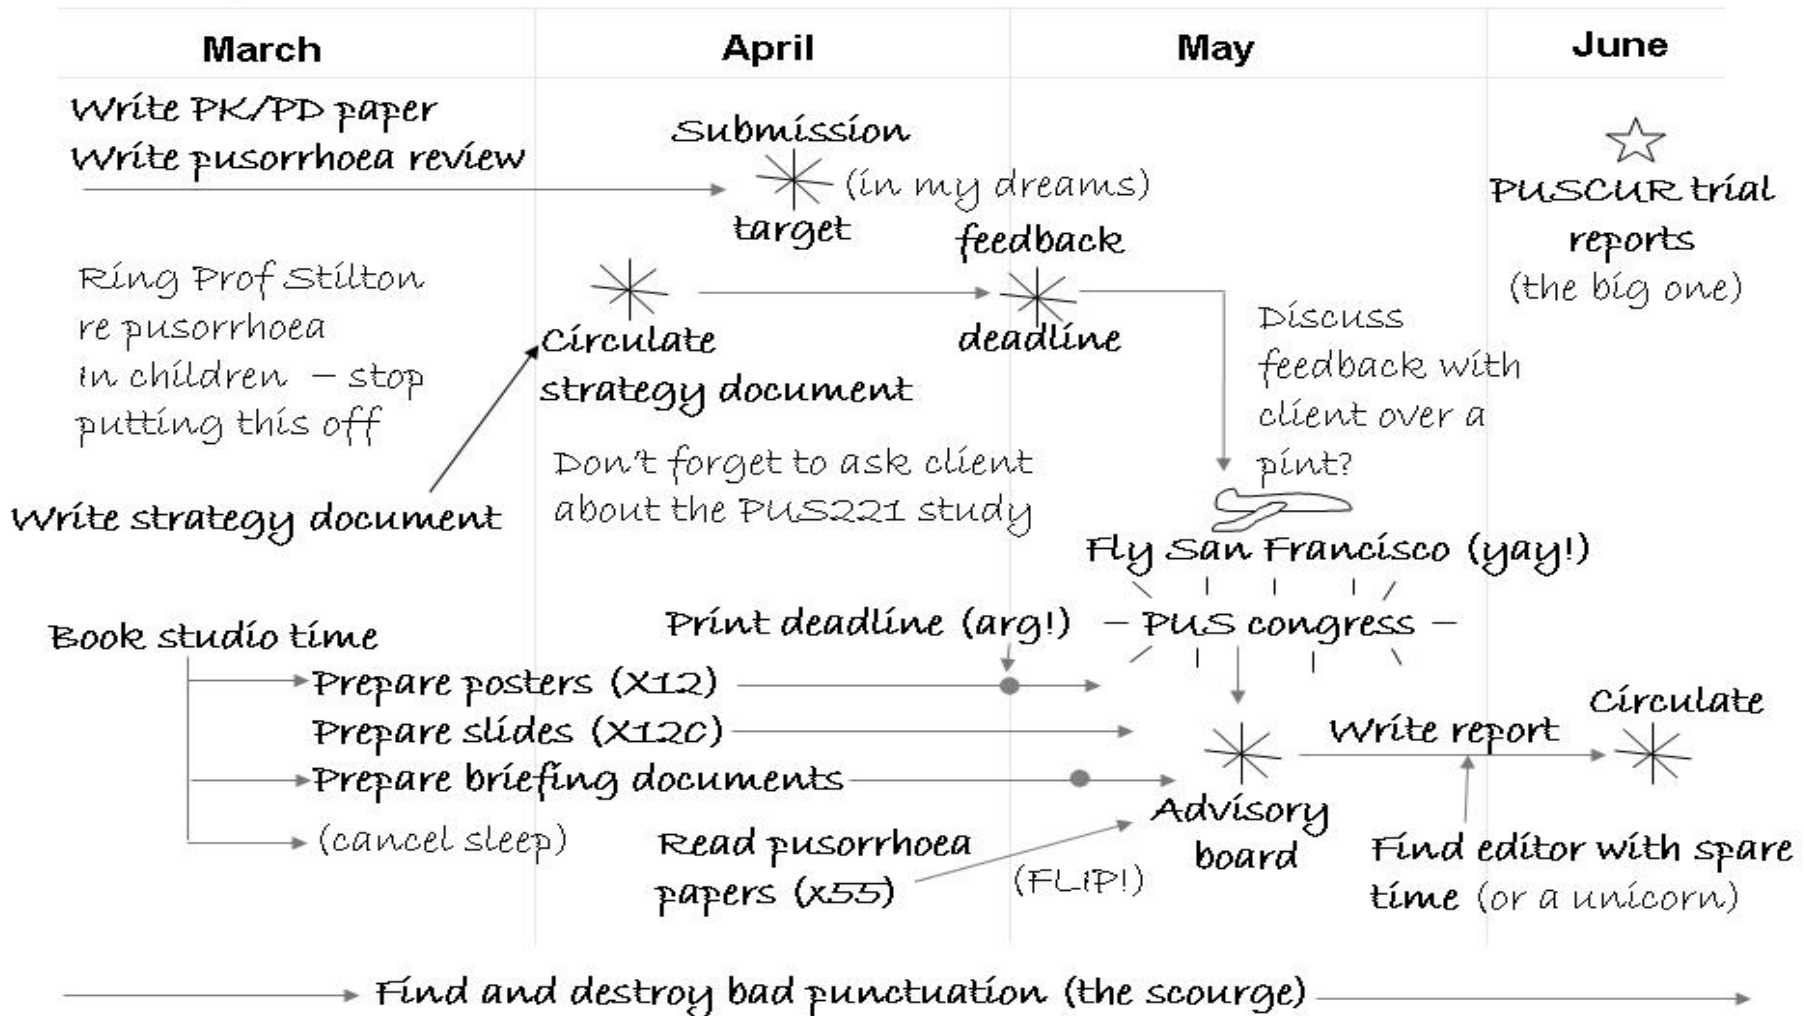 March
April
May
June
Write PK/PD paper
Write pusorrhoea review
Submission
target
(in my dreams)
feedback
deadline
PUSCUR trial
reports
(the big one)
Ring Prof Stilton
re pusorrhoea
In children – stop
putting this off
Circulate
strategy document
Discuss
feedback with
client over a
pint?
Write strategy document
Don't forget to ask client
about the PUS221 study
Fly San Francisco (yay!)
Book studio time
Print deadline (arg!)
PUS congress
Prepare posters (X12)
Prepare slides (X12C)
Prepare briefing documents
(cancel sleep)
Read pusorrhoea
papers (x55)
(FLIP!)
Advisory
board
Write report
Circulate
Find editor with spare
time (or a unicorn)
Find and destroy bad punctuation (the scourge)